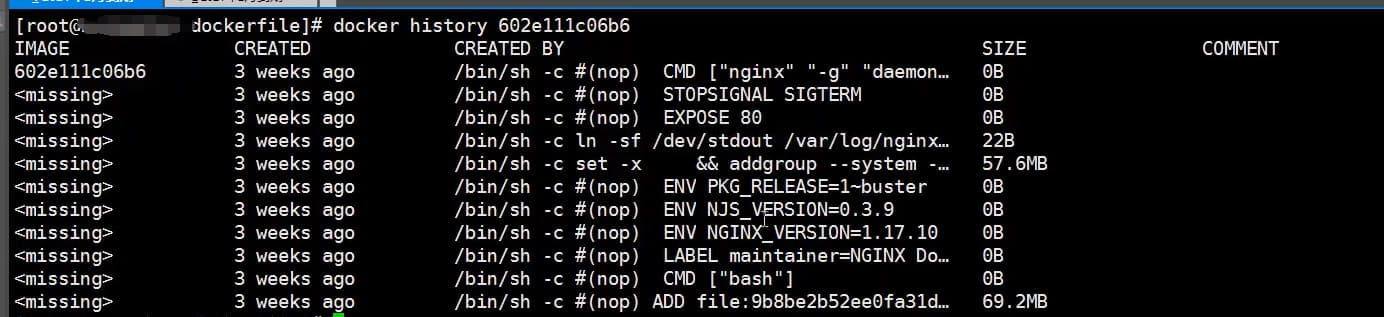 [root@ dockerfile]# docker history 602e111c06b6
IMAGE CREATED CREATED BY SIZE COMMENT
602e111c06b6 3 weeks ago /bin/sh -c #(nop) CMD ["nginx" "-g" "daemon… 0B
<missing> 3 weeks ago /bin/sh -c #(nop) STOPSIGNAL SIGTERM 0B
<missing> 3 weeks ago /bin/sh -c #(nop) EXPOSE 80 0B
<missing> 3 weeks ago /bin/sh -c ln -sf /dev/stdout /var/log/nginx… 22B
<missing> 3 weeks ago /bin/sh -c set -x && addgroup --system -… 57.6MB
<missing> 3 weeks ago /bin/sh -c #(nop) ENV PKG_RELEASE=1~buster 0B
<missing> 3 weeks ago /bin/sh -c #(nop) ENV NJS_VERSION=0.3.9 0B
<missing> 3 weeks ago /bin/sh -c #(nop) ENV NGINX_VERSION=1.17.10 0B
<missing> 3 weeks ago /bin/sh -c #(nop) LABEL maintainer=NGINX Do… 0B
<missing> 3 weeks ago /bin/sh -c #(nop) CMD ["bash"] 0B
<missing> 3 weeks ago /bin/sh -c #(nop) ADD file:9b8be2b52ee0fa31d… 69.2MB